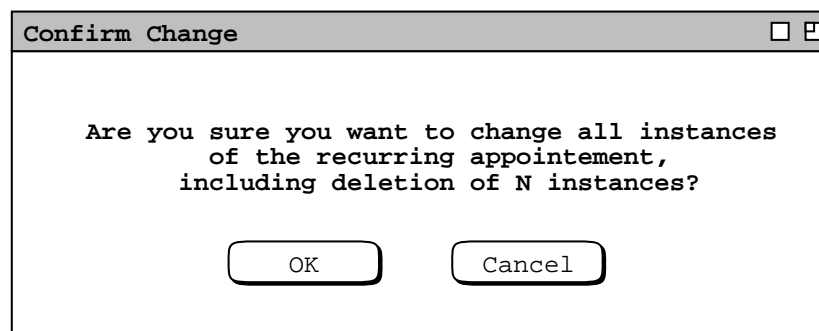 Confirm Change
Are you sure you want to change all instances
of the recurring appointement,
including deletion of N instances?
OK Cancel